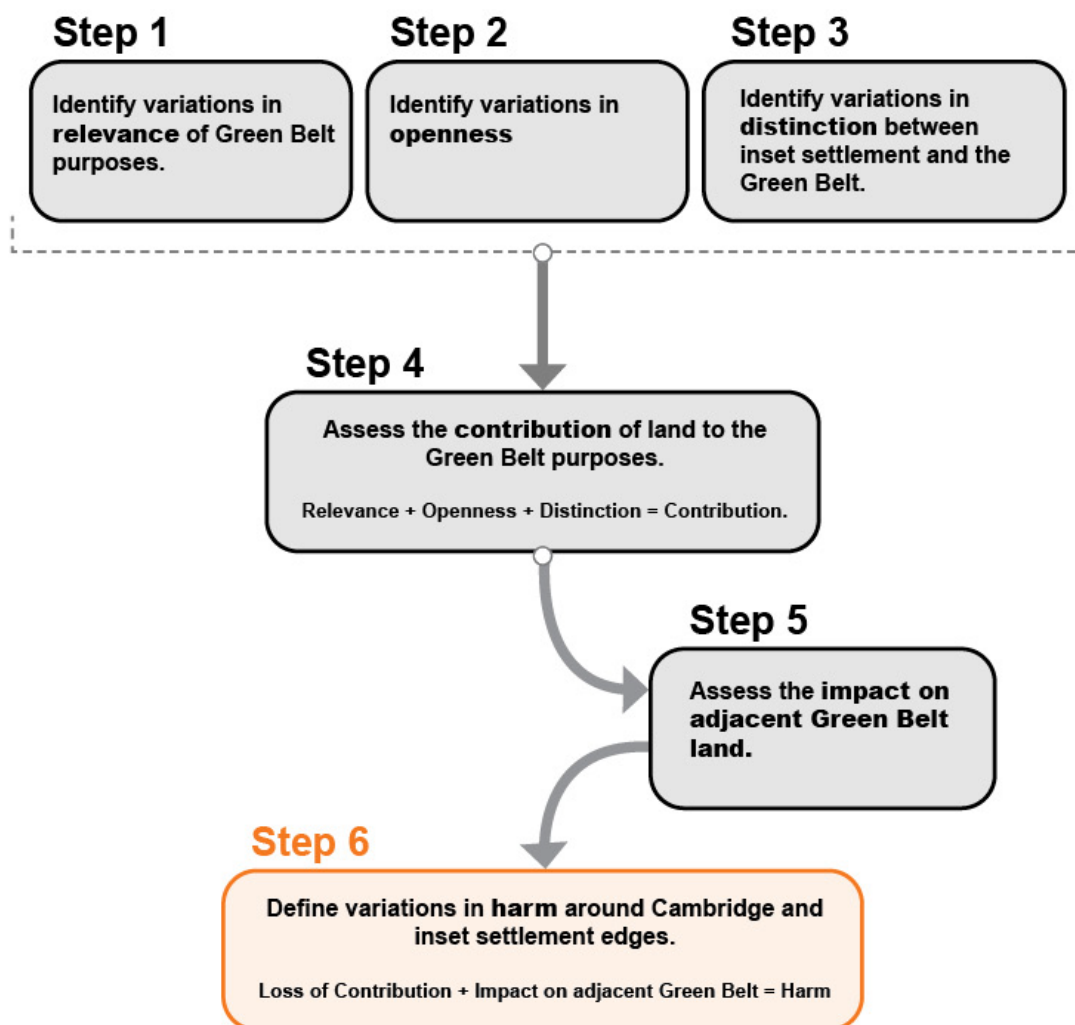 Step 1
Identify variations in
relevance of Green Belt
purposes.
Step 2
Identify variations in
openness
Step 3
Identify variations in
distinction between
inset settlement and the
Green Belt.
Step 4
Assess the contribution of land to the
Green Belt purposes.
Relevance + Openness + Distinction = Contribution.
Step 5
Assess the impact on
adjacent Green Belt
land.
Step 6
Define variations in harm around Cambridge and
inset settlement edges.
Loss of Contribution + Impact on adjacent Green Belt = Harm